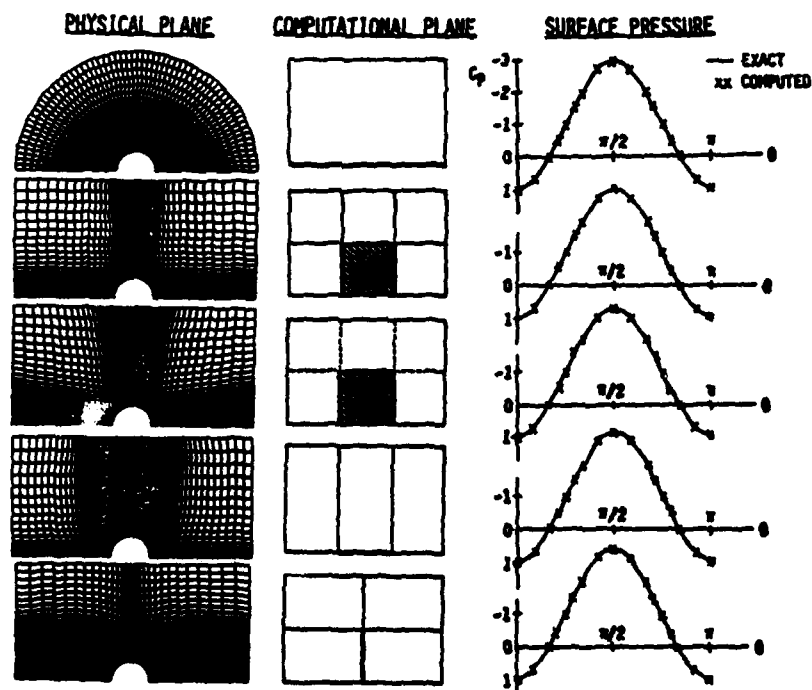 PHYSICAL PLANE COMPUTATIONAL PLANE SURFACE PRESSURE
— EXACT
xx COMPUTED
Cp
-3
-2
-1
0
1
π/2
π
θ
-1
0
1
π/2
π
θ
-1
0
1
π/2
π
θ
-1
0
1
π/2
π
θ
-1
0
1
π/2
π
θ